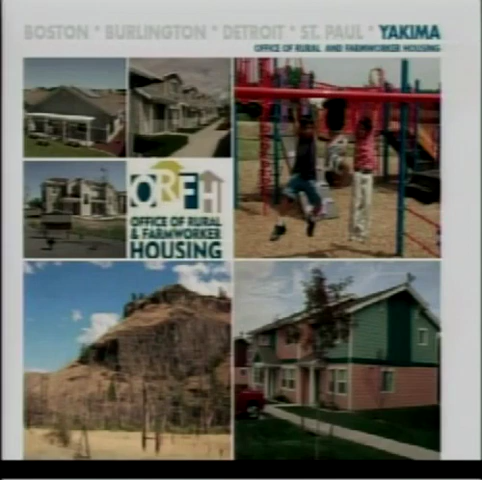 BOSTON * BURLINGTON * DETROIT * ST. PAUL * YAKIMA
OFFICE OF RURAL AND FARMWORKER HOUSING
ORFH
OFFICE OF RURAL
& FARMWORKER
HOUSING